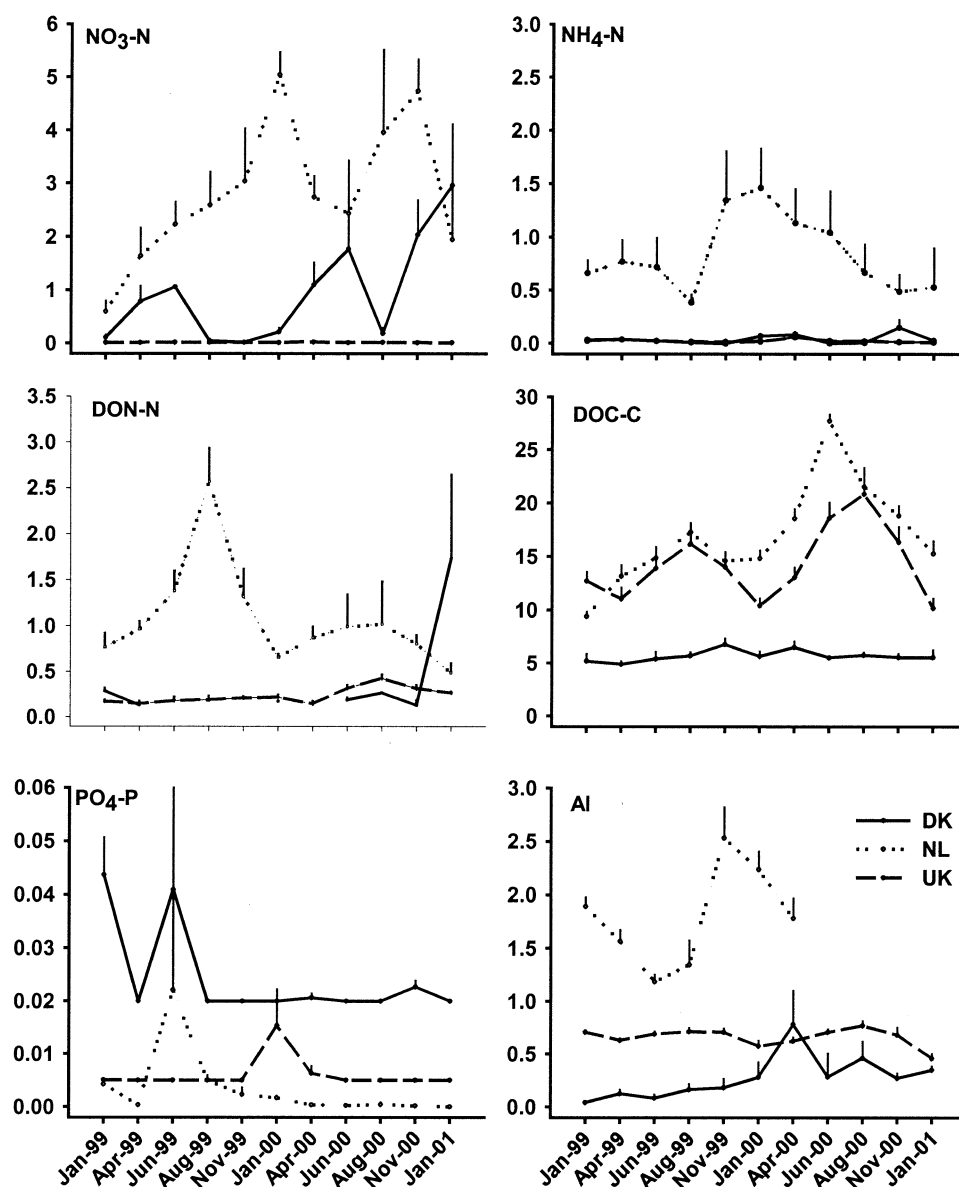 NO3-N
6
5
4
3
2
1
0
NH4-N
3.0
2.5
2.0
1.5
1.0
0.5
0.0
DON-N
3.5
3.0
2.5
2.0
1.5
1.0
0.5
0.0
DOC-C
30
25
20
15
10
5
0
PO4-P
0.06
0.05
0.04
0.03
0.02
0.01
0.00
Al
3.0
2.5
2.0
1.5
1.0
0.5
0.0
DK
NL
UK
Jan-99
Apr-99
Jun-99
Aug-99
Nov-99
Jan-00
Apr-00
Jun-00
Aug-00
Nov-00
Jan-01
Jan-99
Apr-99
Jun-99
Aug-99
Nov-99
Jan-00
Apr-00
Jun-00
Aug-00
Nov-00
Jan-01